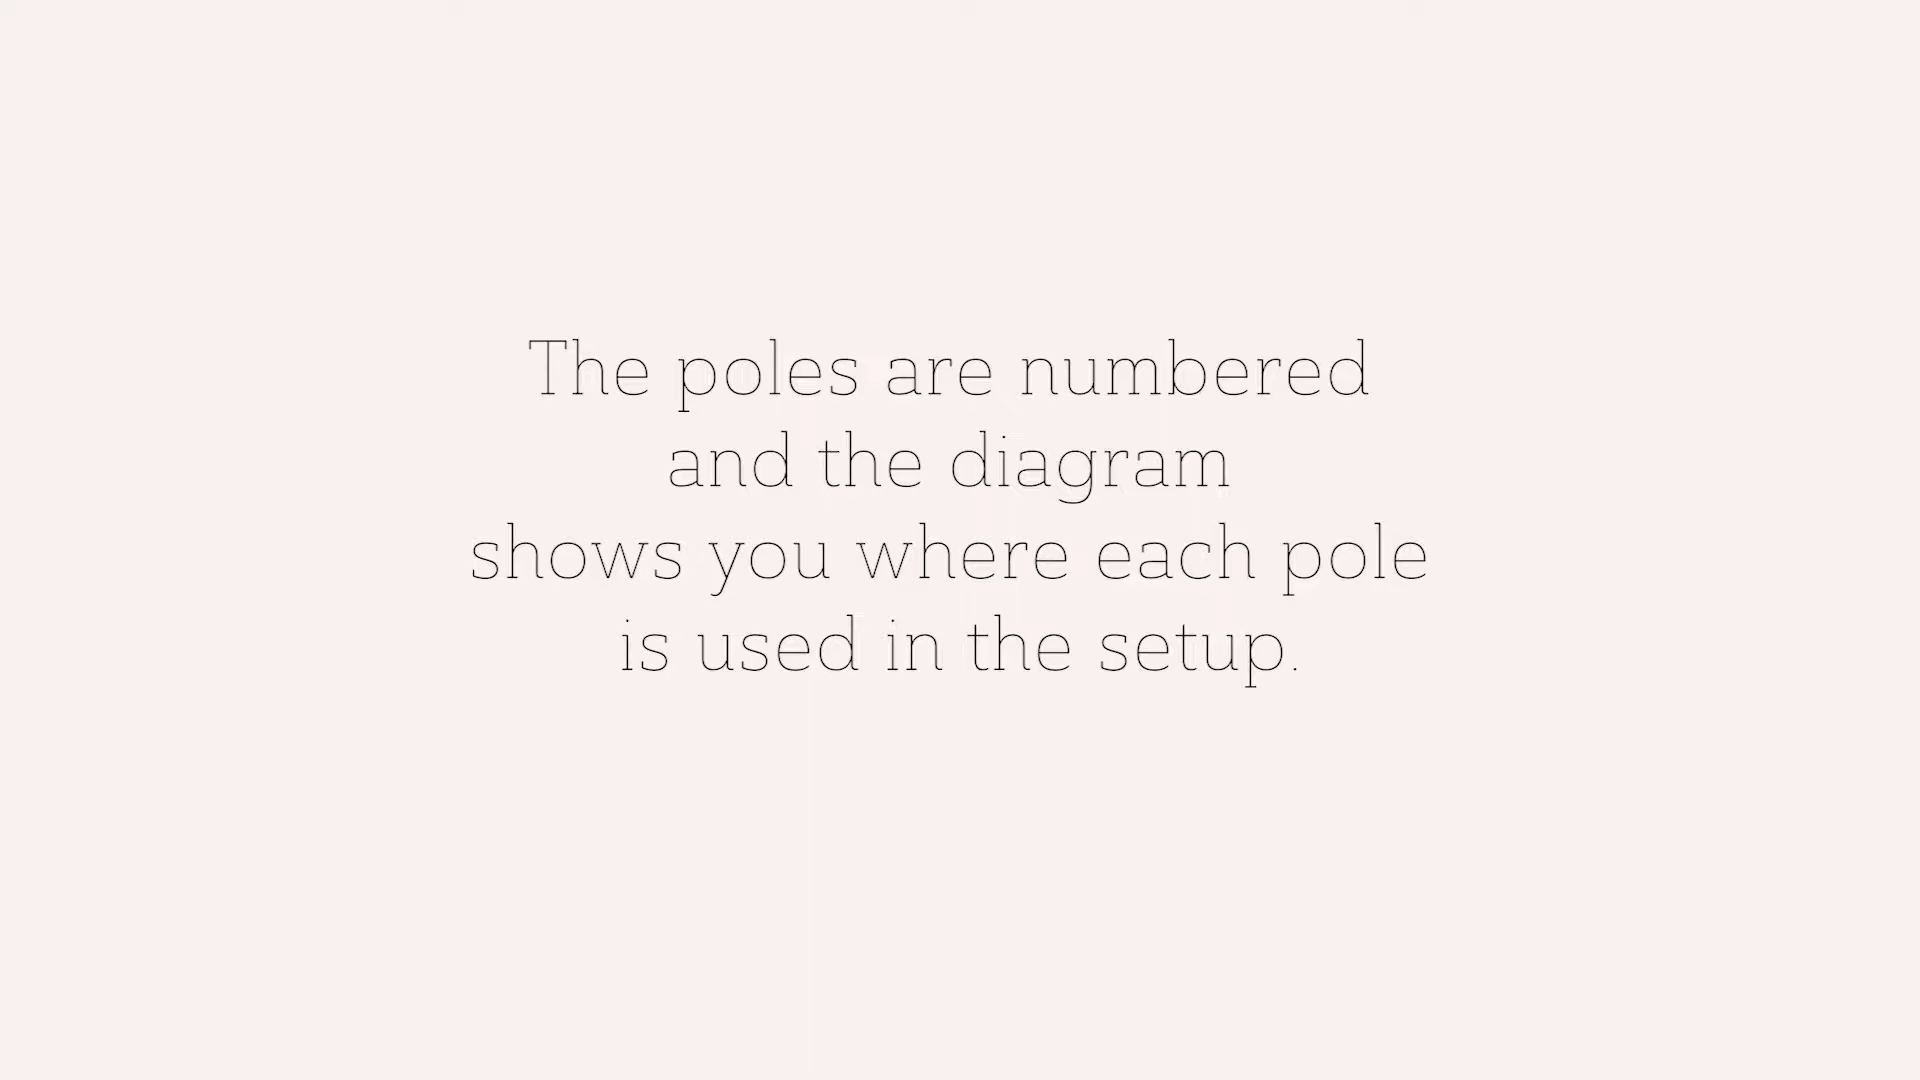 The poles are numbered
and the diagram
shows you where each pole
is used in the setup.